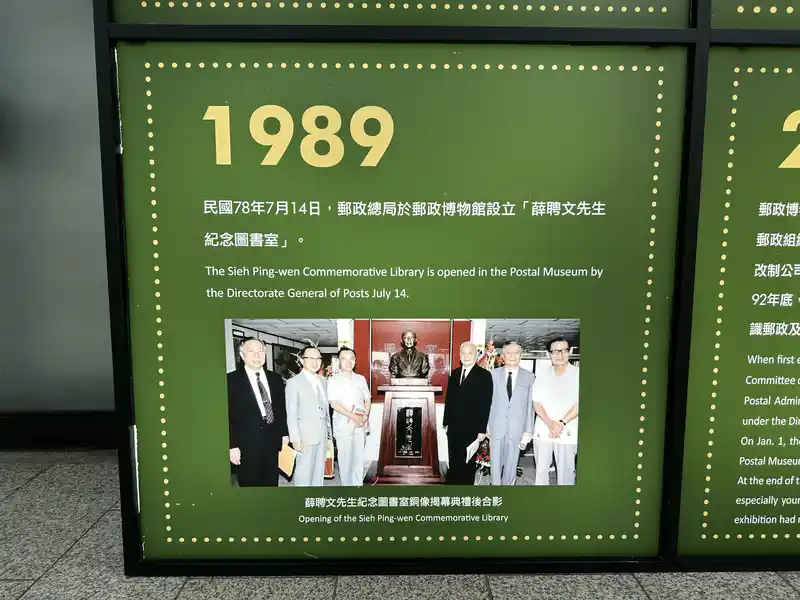 1989
民國78年7月14日，郵政總局於郵政博物館設立「薛聘文先生
紀念圖書室」。
The Sieh Ping-wen Commemorative Library is opened in the Postal Museum by
the Directorate General of Posts July 14.
薛聘文先生紀念圖書室銅像揭幕典禮後合影
Opening of the Sieh Ping-wen Commemorative Library
2
郵政博
郵政組
改制公司
92年底，
識郵政及
When first e
Committee o
Postal Admi
under the Di
On Jan. 1, th
Postal Museu
At the end of t
especially your
exhibition had r